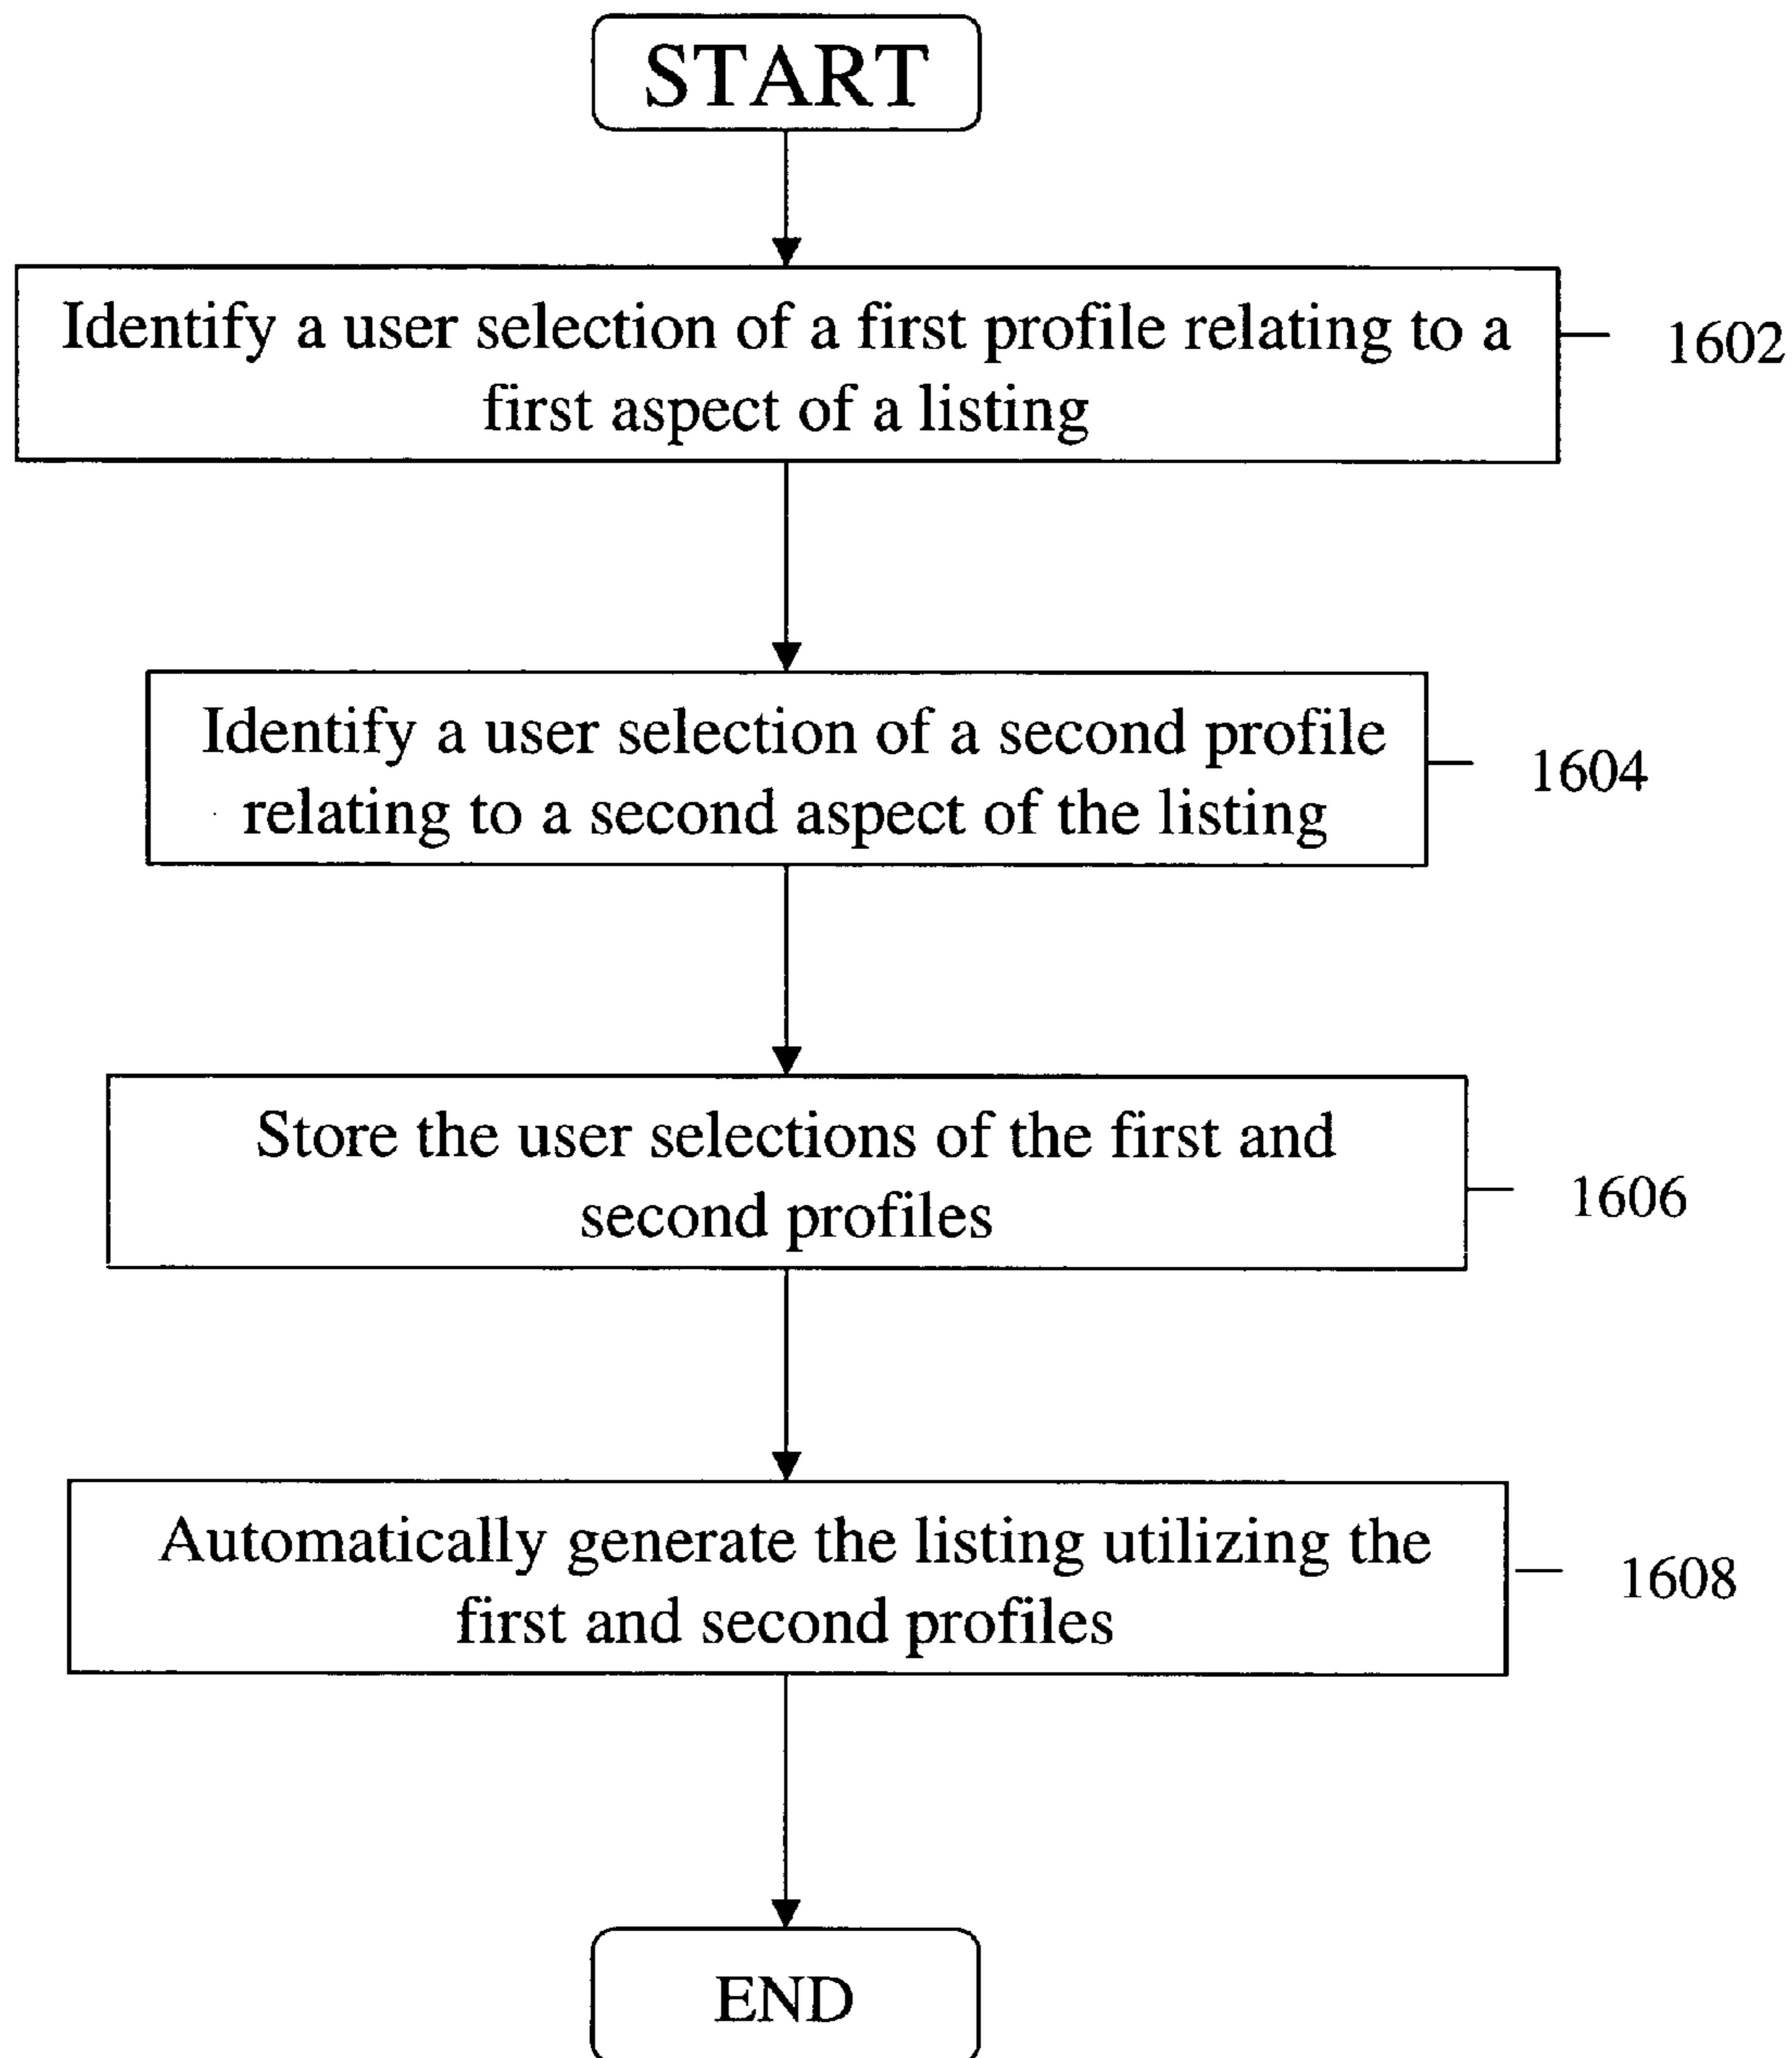 START
Identify a user selection of a first profile relating to a
first aspect of a listing
1602
Identify a user selection of a second profile
relating to a second aspect of the listing
1604
Store the user selections of the first and
second profiles
1606
Automatically generate the listing utilizing the
first and second profiles
1608
END